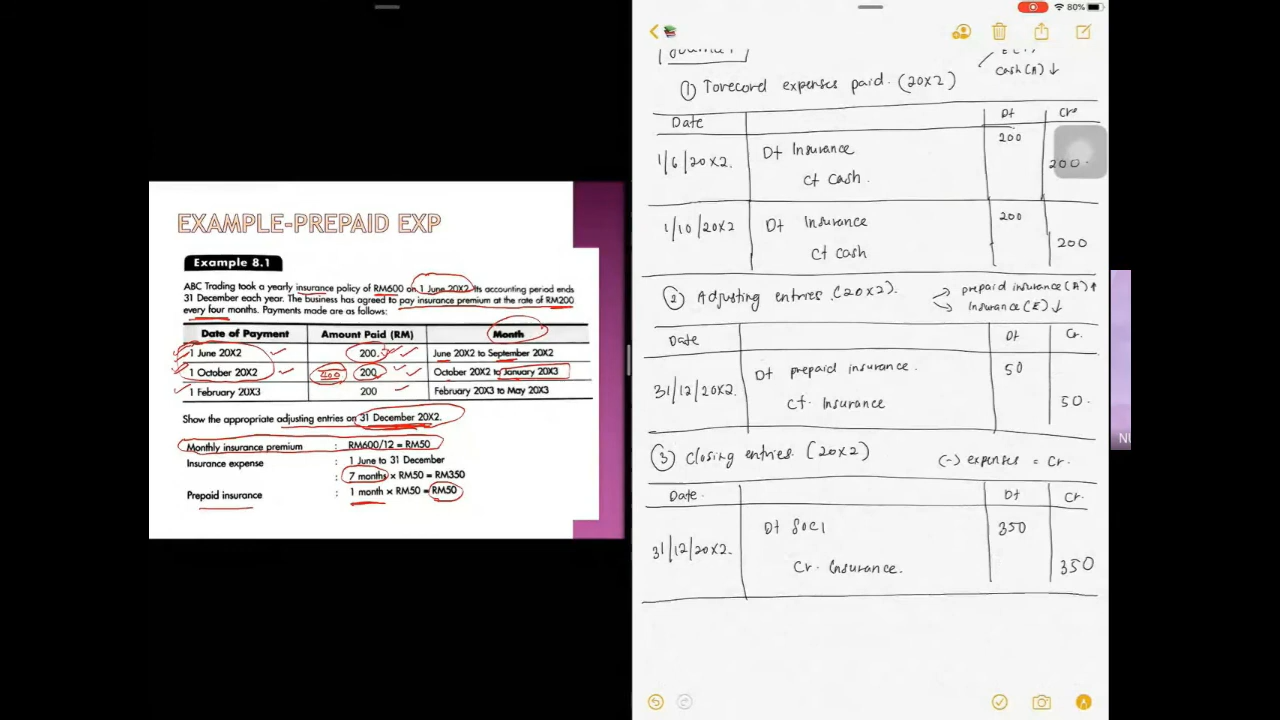 EXAMPLE-PREPAID EXP
Example 8.1
ABC Trading took a yearly insurance policy of RM600 on 1 June 20X2. Its accounting period ends
31 December each year. The business has agreed to pay insurance premium at the rate of RM200
every four months. Payments made are as follows:
Date of Payment Amount Paid (RM) Month
1 June 20X2 200 June 20X2 to September 20X2
1 October 20X2 400 200 October 20X2 to January 20X3
1 February 20X3 200 February 20X3 to May 20X3
Show the appropriate adjusting entries on 31 December 20X2.
Monthly insurance premium : RM600/12 = RM50
Insurance expense : 1 June to 31 December
: 7 months x RM50 = RM350
Prepaid insurance : 1 month x RM50 = RM50
80%
cash (A) ↓
① To record expenses paid. (20X2)
Date Dt Cr
1/6/20X2. Dt Insurance 200
Ct cash. 200.
1/10/20X2 Dt Insurance 200
Ct cash 200
② Adjusting entries (20X2). → prepaid insurance (A) ↑
→ Insurance (E) ↓
Date Dt Cr.
31/12/20X2. Dt prepaid insurance. 50
Ct. Insurance 50.
③ Closing entries. (20X2) (-) expenses = Cr.
Date. Dt Cr.
31/12/20X2. Dt SOCI 350
Cr. Insurance. 350